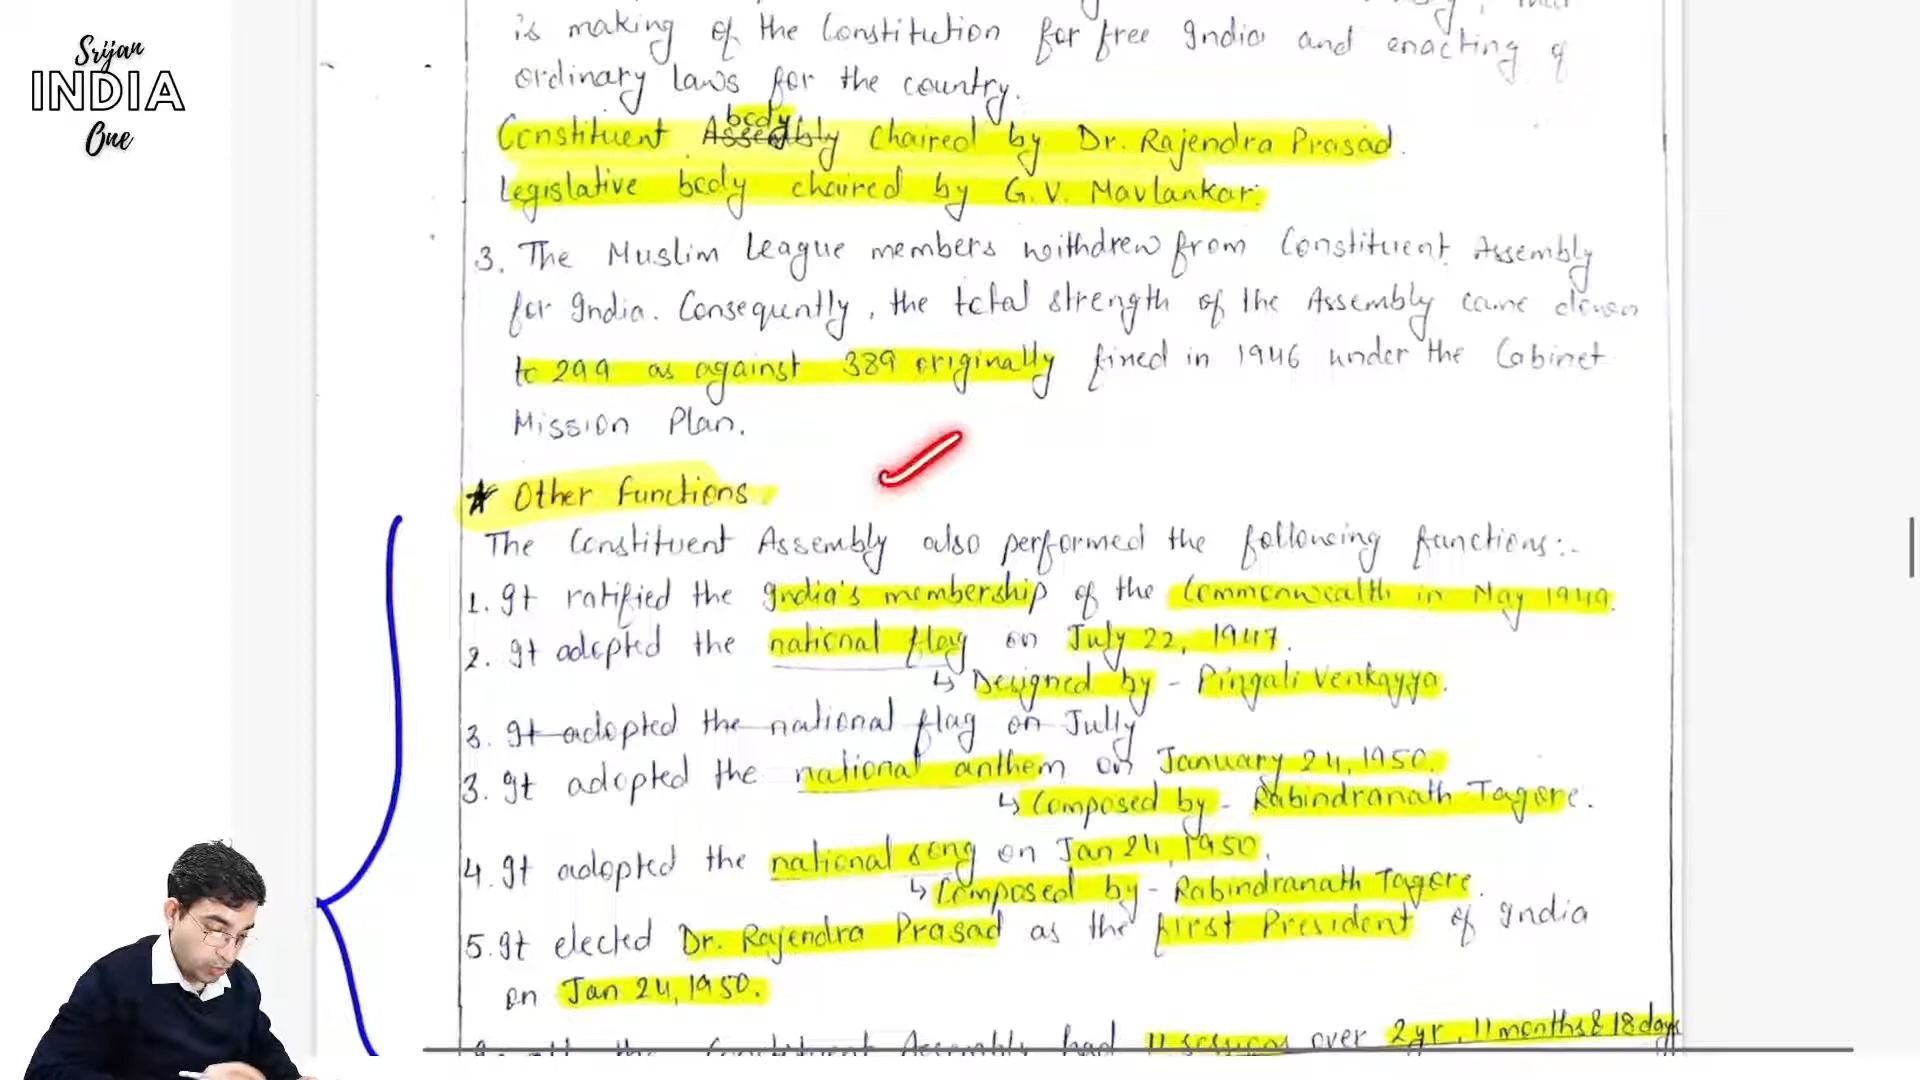 Srijan
INDIA
One
is making of the Constitution for free India and enacting of
ordinary laws for the country.
body
Constituent Assembly Chaired by Dr. Rajendra Prasad.
Legislative body chaired by G.V. Mavlankar.
3. The Muslim League members withdrew from Constituent Assembly
for India. Consequently, the total strength of the Assembly came down
to 299 as against 389 originally fixed in 1946 under the Cabinet
Mission Plan.
★ Other functions
The Constituent Assembly also performed the following functions:-
1. It ratified the India's membership of the Commonwealth in May 1949.
2. It adopted the national flag on July 22, 1947.
↳ Designed by - Pingali Venkayya.
3. It adopted the national flag on Jully
3. It adopted the national anthem on January 24, 1950.
↳ Composed by - Rabindranath Tagore.
4. It adopted the national song on Jan 24, 1950.
↳ Composed by - Rabindranath Tagore.
5. It elected Dr. Rajendra Prasad as the first President of India
on Jan 24, 1950.
the Constituent Assembly had 11 sessions over 2yr, 11 months & 18 days